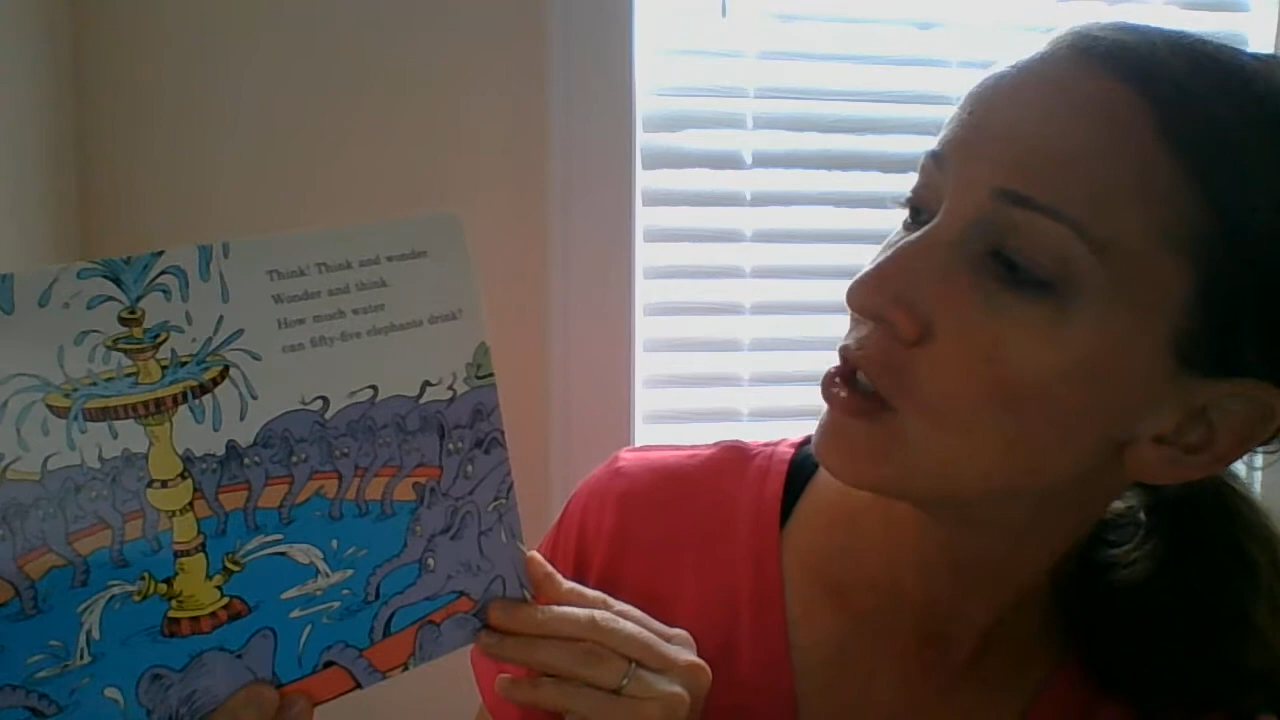 Think! Think and wonder.
Wonder and think.
How much water
can fifty-five elephants drink?